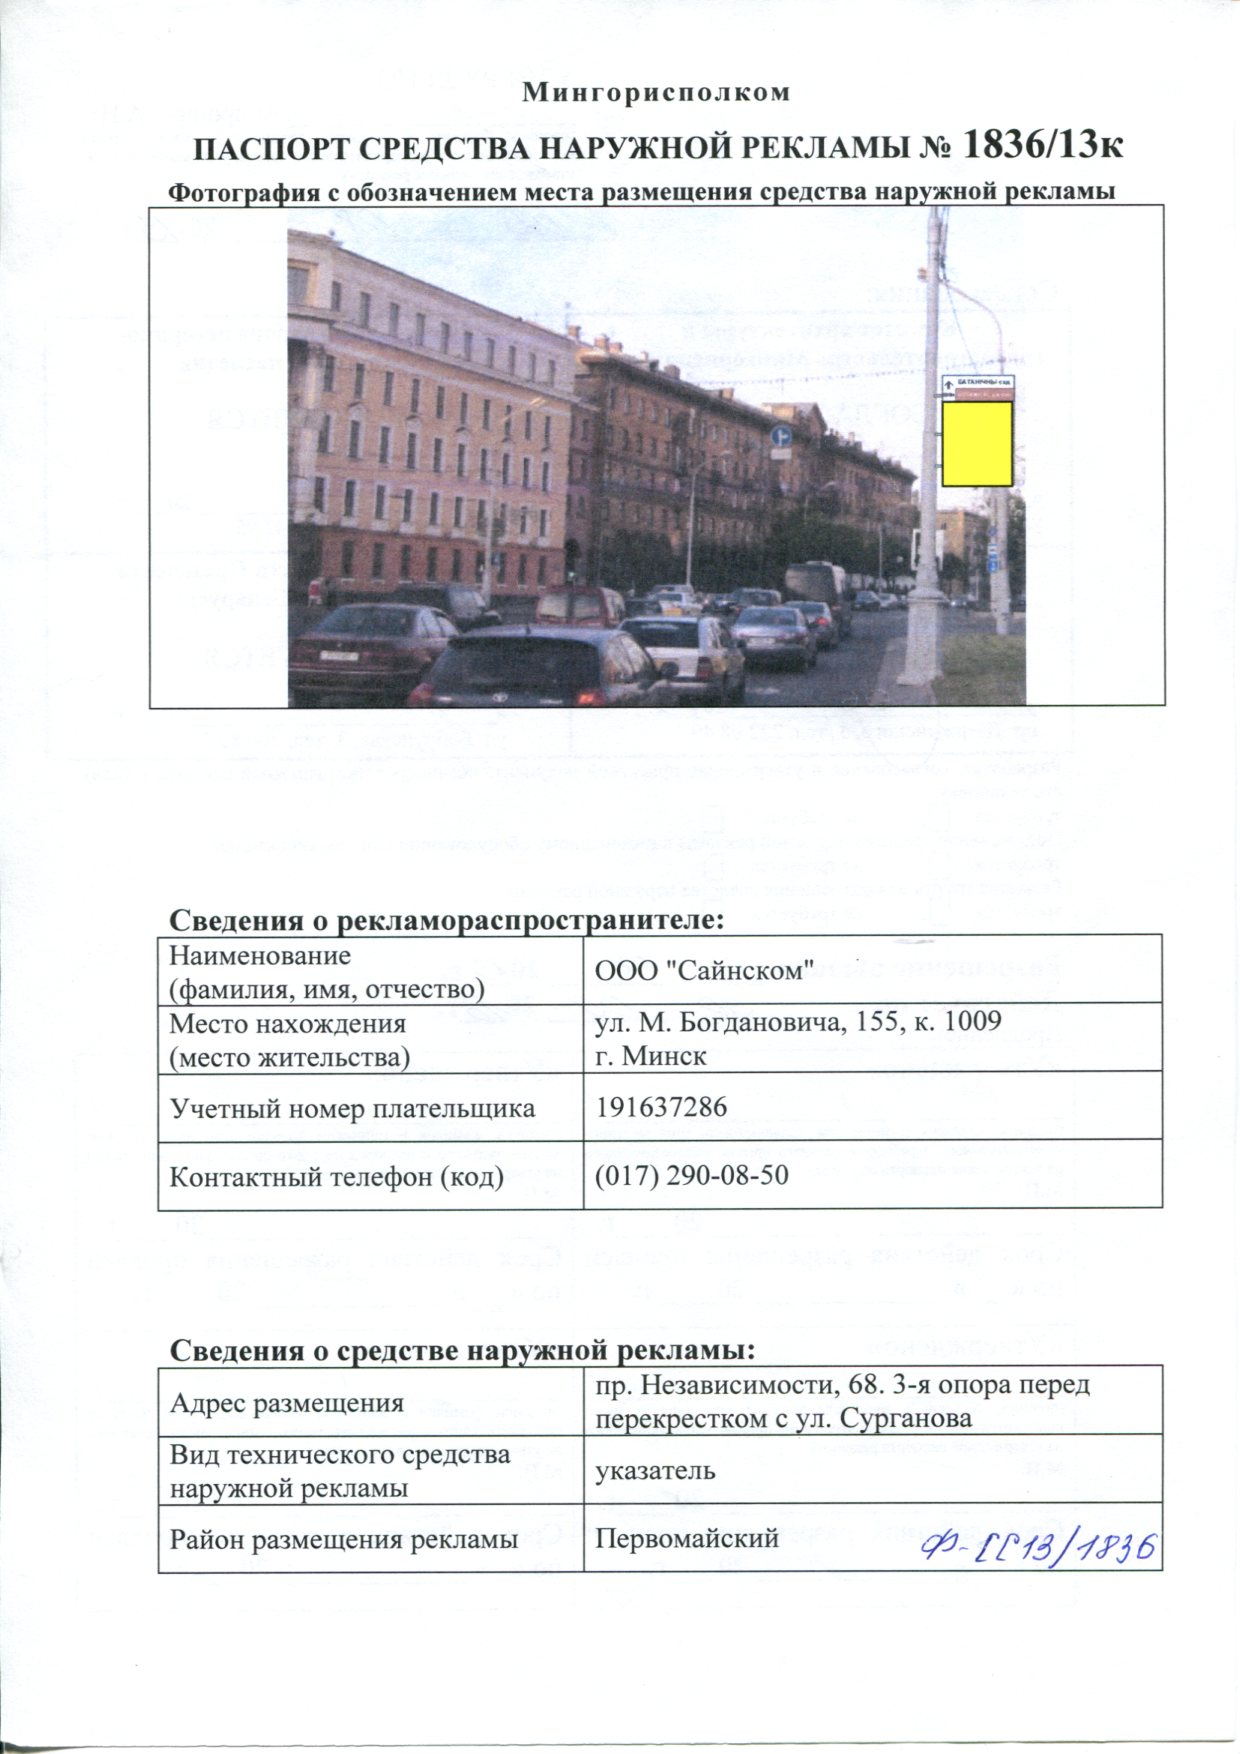 Мингорисполком
ПАСПОРТ СРЕДСТВА НАРУЖНОЙ РЕКЛАМЫ № 1836/13к
Фотография с обозначением места размещения средства наружной рекламы
БАТАНІЧНЫ сад
Сведения о рекламораспространителе:
Наименование
(фамилия, имя, отчество)
ООО "Сайнском"
Место нахождения
(место жительства)
ул. М. Богдановича, 155, к. 1009
г. Минск
Учетный номер плательщика
191637286
Контактный телефон (код)
(017) 290-08-50
Сведения о средстве наружной рекламы:
Адрес размещения
пр. Независимости, 68. 3-я опора перед
перекрестком с ул. Сурганова
Вид технического средства
наружной рекламы
указатель
Район размещения рекламы
Первомайский
13/1836